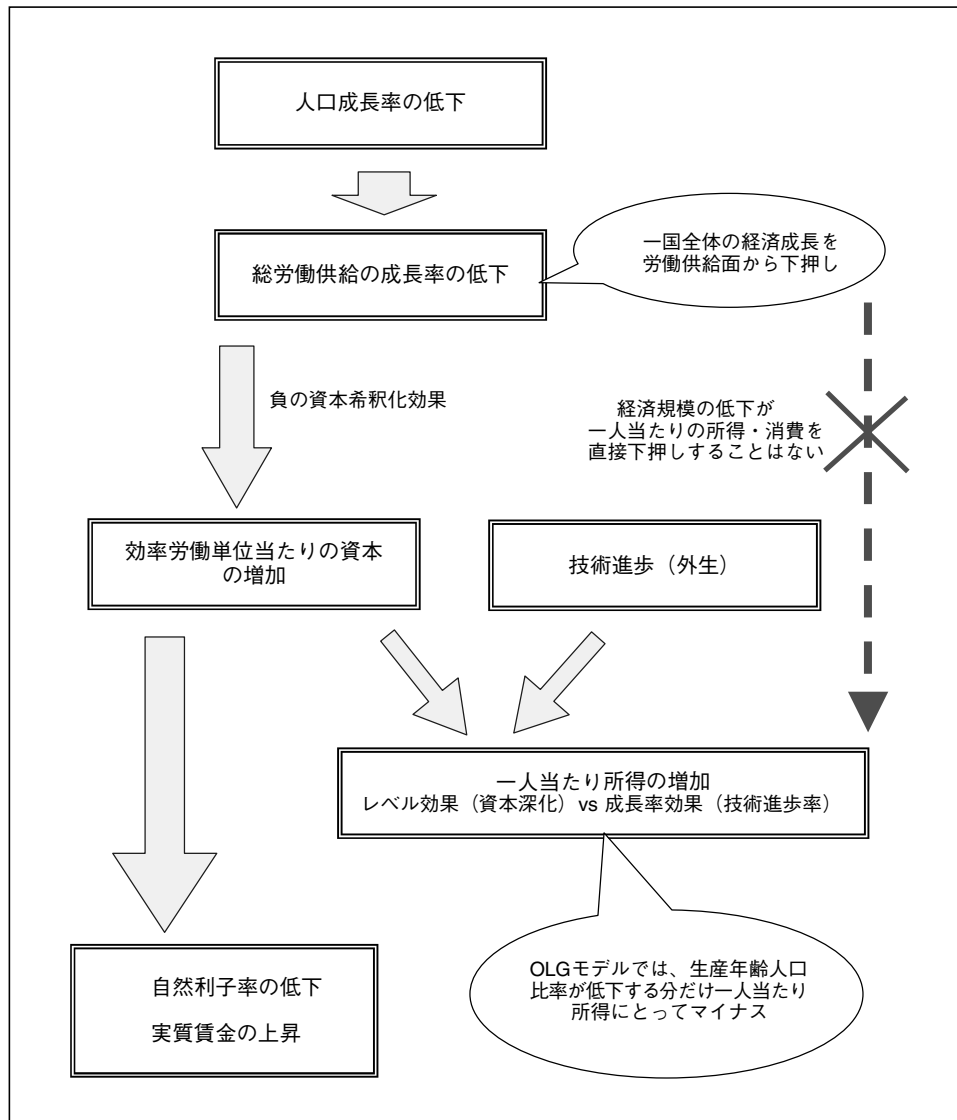 人口成長率の低下
総労働供給の成長率の低下
一国全体の経済成長を
労働供給面から下押し
負の資本希釈化効果
経済規模の低下が
一人当たりの所得・消費を
直接下押しすることはない
効率労働単位当たりの資本
の増加
技術進歩（外生）
一人当たり所得の増加
レベル効果（資本深化）vs 成長率効果（技術進歩率）
自然利子率の低下
実質賃金の上昇
OLGモデルでは、生産年齢人口
比率が低下する分だけ一人当たり
所得にとってマイナス